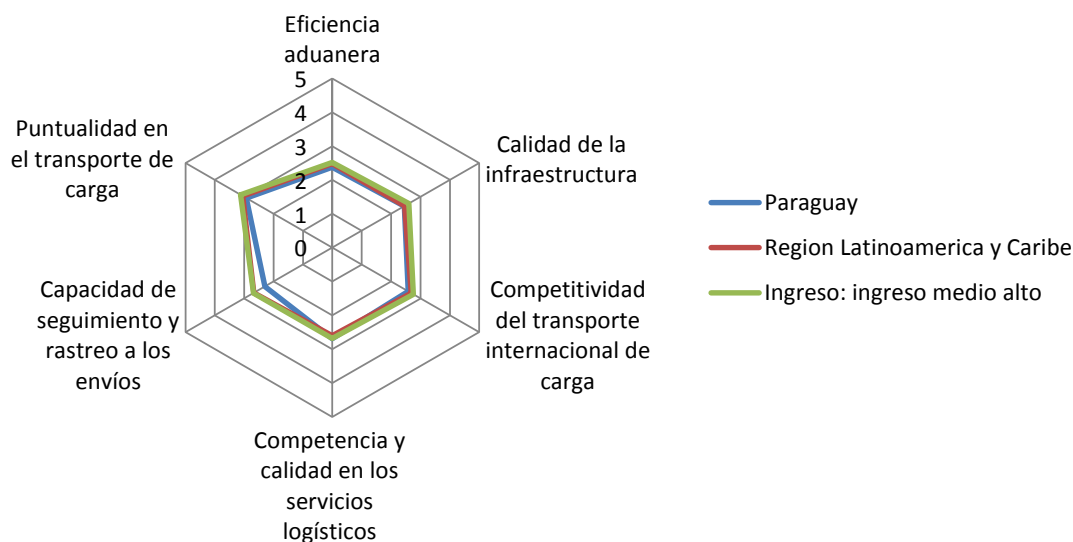 Eficiencia
aduanera
5
4
3
2
1
0
Calidad de la
infraestructura
Competitividad
del transporte
internacional de
carga
Competencia y
calidad en los
servicios
logísticos
Capacidad de
seguimiento y
rastreo a los
envíos
Puntualidad en
el transporte de
carga
Paraguay
Region Latinoamerica y Caribe
Ingreso: ingreso medio alto